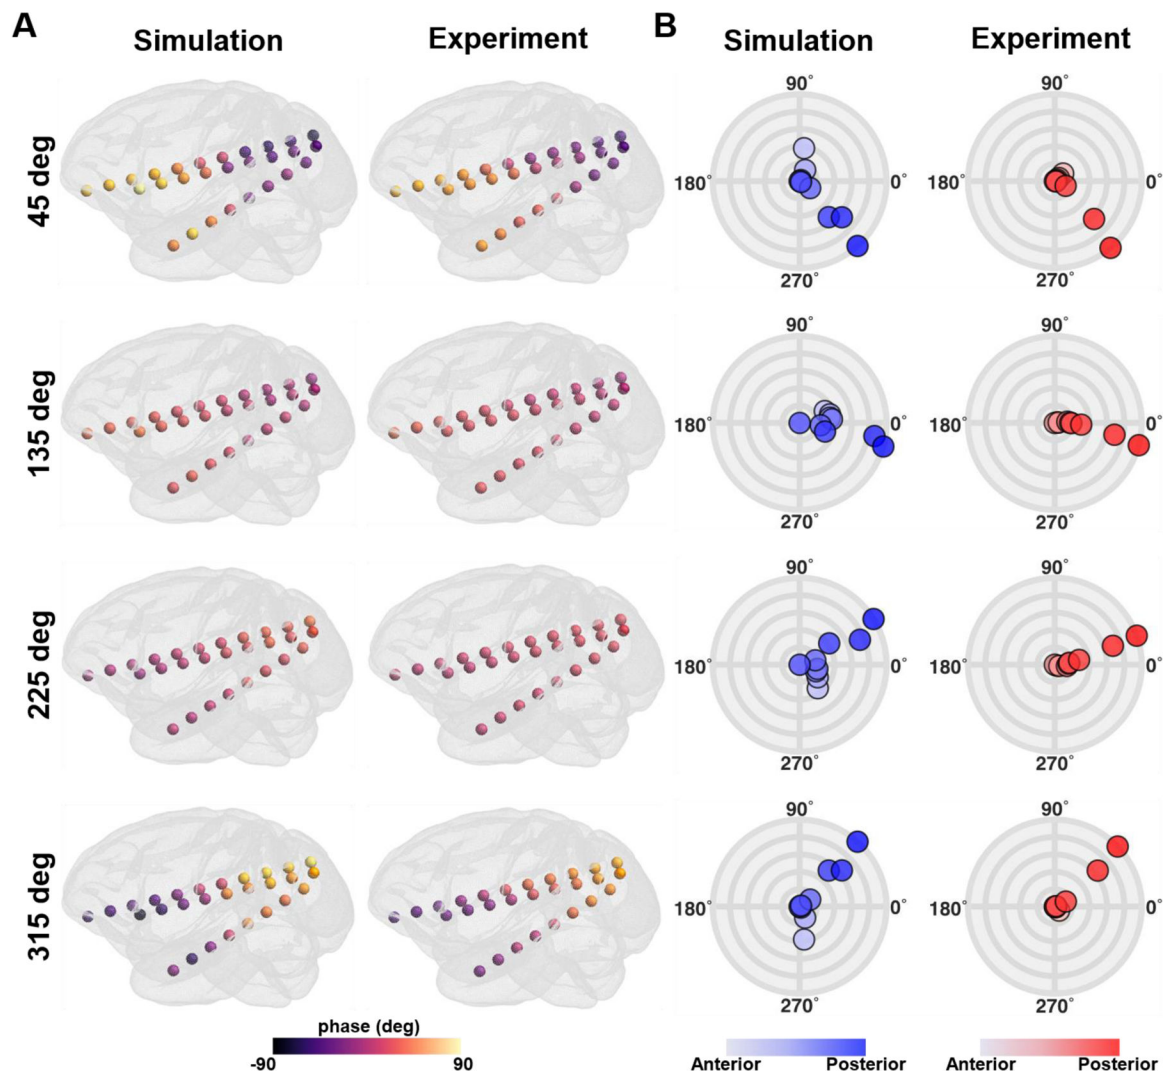 A
Simulation
Experiment
B
Simulation
Experiment
45 deg
90°
180°
0°
270°
90°
180°
0°
270°
135 deg
90°
180°
0°
270°
90°
180°
0°
270°
225 deg
90°
180°
0°
270°
90°
180°
0°
270°
315 deg
90°
180°
0°
270°
90°
180°
0°
270°
phase (deg)
-90
90
Anterior
Posterior
Anterior
Posterior